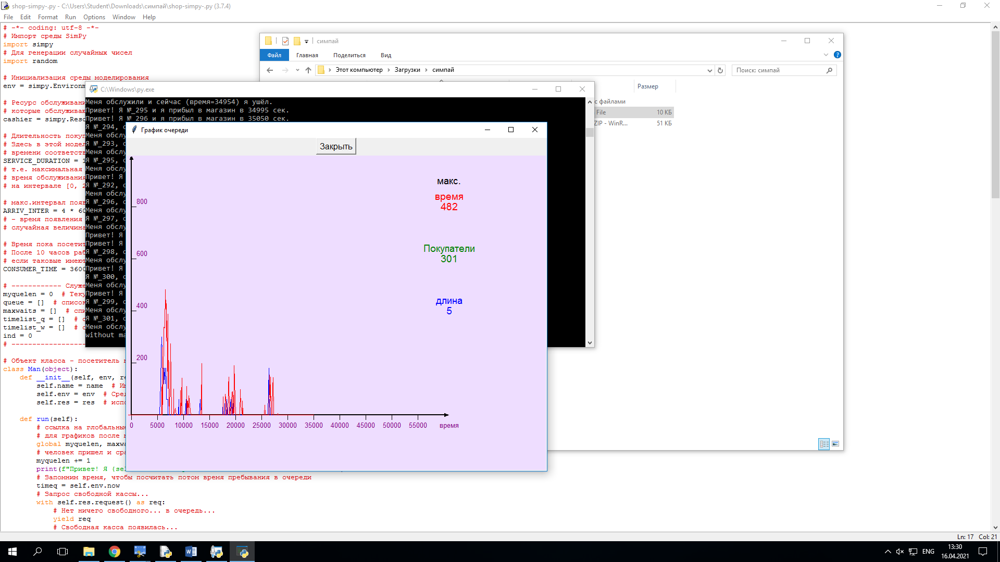 shop-simpy-.py - C:\Users\Student\Downloads\симпай\shop-simpy-.py (3.7.4)
File Edit Format Run Options Window Help
# -*- coding: utf-8 -*-
# Импорт среды SimPy
import simpy
# Для генерации случайных чисел
import random
# Инициализация среды моделирования
env = simpy.Environm
# Ресурс обслуживани
# которые обслуживаю
cashier = simpy.Reso
# Длительность покуп
# Здесь в этой модел
# времени соответств
SERVICE_DURATION = 1
# т.е. максимальная
# время обслуживания
# на интервале [0, 2
# макс.интервал появ
ARRIV_INTER = 4 * 60
# - время появления
# случайная величина
# Время пока посетит
# После 10 часов раб
# если таковые имеют
CONSUMER_TIME = 3600
# ------------ Служе
myquelen = 0 # Теку
queue = [] # список
maxwaits = [] # спи
timelist_q = [] # с
timelist_w = [] # с
ind = 0
# --------------------
# Объект класса - посетитель м
class Man(object):
def __init__(self, env, re
self.name = name # Им
self.env = env # Сред
self.res = res # испо
def run(self):
# ссылка на глобальные
# для графиков после м
global myquelen, maxwa
# человек пришел и сра
myquelen += 1
print(f"Привет! Я {sel
# Запомним время, чтобы посчитать потом время пребывания в очереди
timeq = self.env.now
# Запрос свободной кассы...
with self.res.request() as req:
# Нет ничего свободного... в очередь...
yield req
# Свободная касса появилась...
Ln: 17 Col: 21
симпай
Файл Главная Поделиться Вид
Этот компьютер Загрузки симпай
Поиск: симпай
Размер
с файлами
File 10 КБ
ZIP - WinR... 51 КБ
C:\Windows\py.exe
Меня обслужили и сейчас (время=34954) я ушёл.
Привет! Я №_295 и я прибыл в магазин в 34995 сек.
Привет! Я №_296 и я прибыл в магазин в 35050 сек.
Я №_294, с
Меня обслу
Я №_293, с
Меня обслу
Я №_295, с
Меня обслу
Привет! Я
Я №_292, с
Меня обслу
Я №_296, с
Меня обслу
Я №_297, с
Меня обслу
Привет! Я
Привет! Я
Я №_298, с
Меня обслу
Привет! Я
Я №_300, с
Меня обслу
Привет! Я
Я №_299, с
Меня обслу
Я №_301, с
Меня обслу
without ma
График очереди
Закрыть
макс.
время
482
Покупатели
301
длина
5
800
600
400
200
0 5000 10000 15000 20000 25000 30000 35000 40000 45000 50000 55000 время
ENG
13:30
16.04.2021